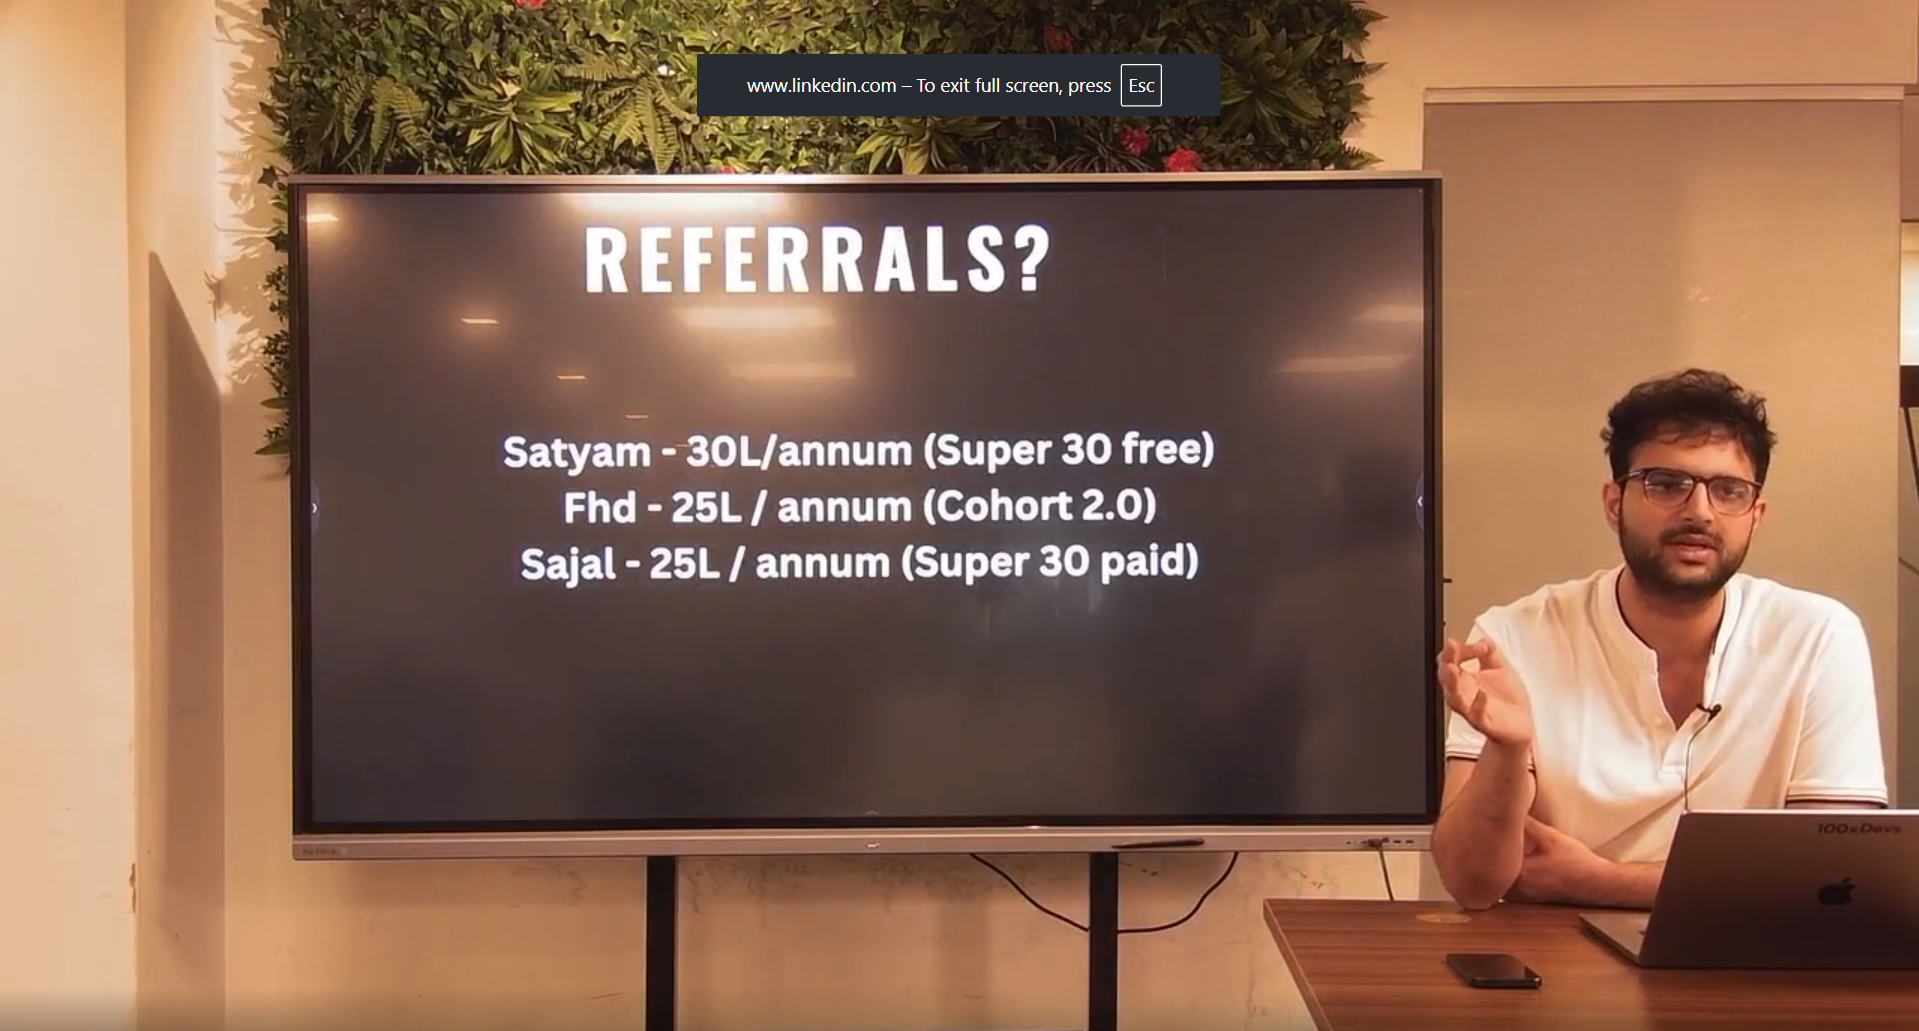 www.linkedin.com – To exit full screen, press Esc
REFERRALS?
Satyam - 30L/annum (Super 30 free)
Fhd - 25L / annum (Cohort 2.0)
Sajal - 25L / annum (Super 30 paid)
100xDevs